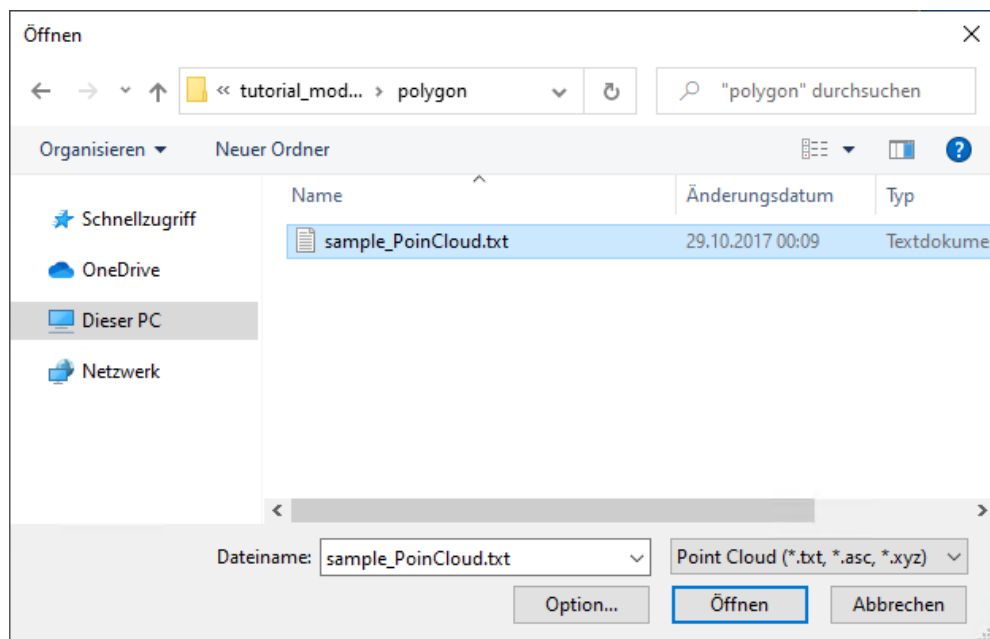 Öffnen
« tutorial_mod... › polygon
"polygon" durchsuchen
Organisieren
Neuer Ordner
?
Name
Änderungsdatum
Typ
Schnellzugriff
sample_PoinCloud.txt
29.10.2017 00:09
Textdokume
OneDrive
Dieser PC
Netzwerk
Dateiname: sample_PoinCloud.txt
Point Cloud (*.txt, *.asc, *.xyz)
Option...
Öffnen
Abbrechen